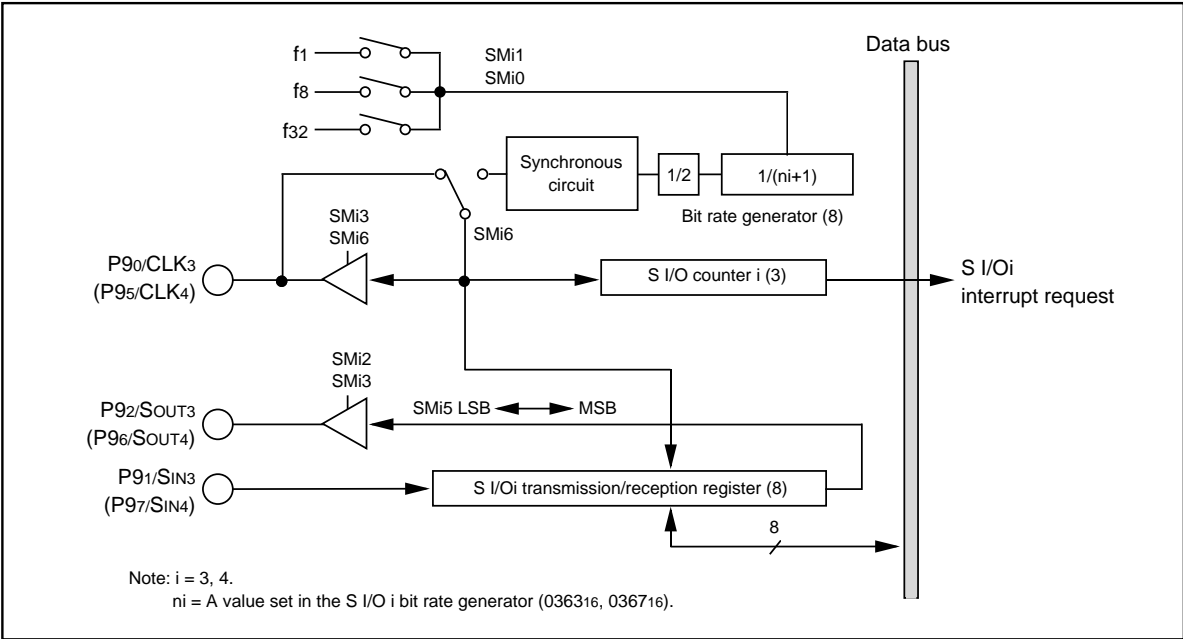 Data bus
f1
SMi1
SMi0
f8
f32
Synchronous
circuit
1/2
1/(ni+1)
Bit rate generator (8)
SMi3
SMi6
SMi6
P90/CLK3
(P95/CLK4)
S I/O counter i (3)
S I/Oi
interrupt request
SMi2
SMi3
SMi5 LSB
MSB
P92/SOUT3
(P96/SOUT4)
P91/SIN3
(P97/SIN4)
S I/Oi transmission/reception register (8)
8
Note: i = 3, 4.
ni = A value set in the S I/O i bit rate generator (036316, 036716).